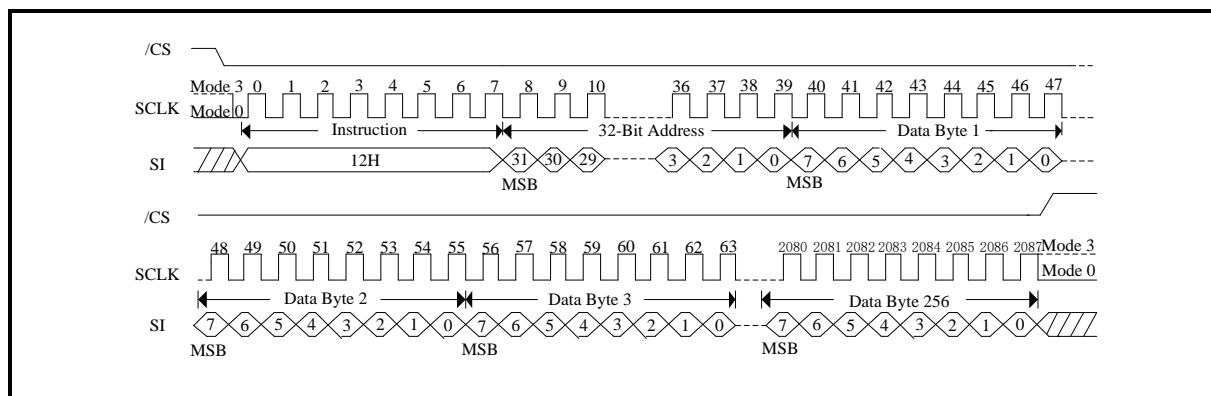 /CS
Mode 3 0 1 2 3 4 5 6 7 8 9 10 36 37 38 39 40 41 42 43 44 45 46 47
SCLK Mode 0
Instruction 32-Bit Address Data Byte 1
SI 12H 31 30 29 3 2 1 0 7 6 5 4 3 2 1 0
MSB MSB
/CS
48 49 50 51 52 53 54 55 56 57 58 59 60 61 62 63 2080 2081 2082 2083 2084 2085 2086 2087 Mode 3
SCLK Mode 0
Data Byte 2 Data Byte 3 Data Byte 256
SI 7 6 5 4 3 2 1 0 7 6 5 4 3 2 1 0 7 6 5 4 3 2 1 0
MSB MSB MSB